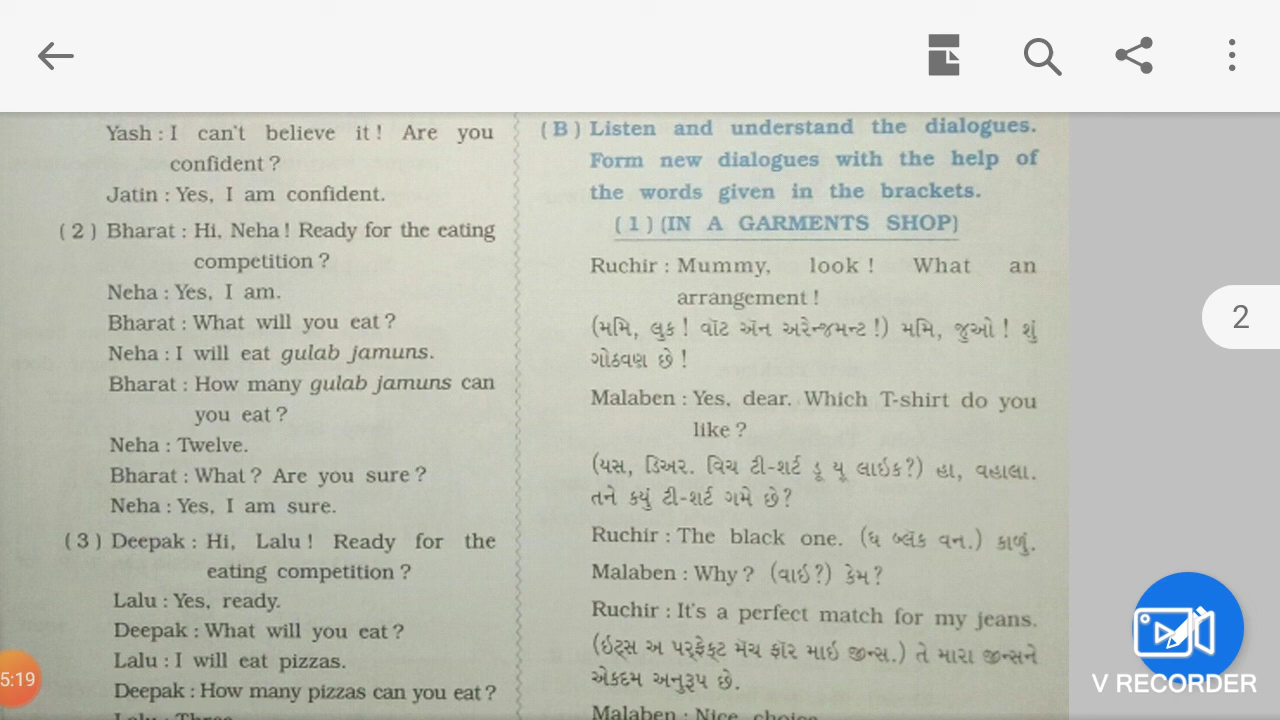 Yash : I can't believe it ! Are you
confident ?
Jatin : Yes, I am confident.
( 2 ) Bharat : Hi, Neha ! Ready for the eating
competition ?
Neha : Yes, I am.
Bharat : What will you eat ?
Neha : I will eat gulab jamuns.
Bharat : How many gulab jamuns can
you eat ?
Neha : Twelve.
Bharat : What ? Are you sure ?
Neha : Yes, I am sure.
( 3 ) Deepak : Hi, Lalu ! Ready for the
eating competition ?
Lalu : Yes, ready.
Deepak : What will you eat ?
Lalu : I will eat pizzas.
Deepak : How many pizzas can you eat ?
Lalu : Three
( B ) Listen and understand the dialogues.
Form new dialogues with the help of
the words given in the brackets.
( 1 ) (IN A GARMENTS SHOP)
Ruchir : Mummy, look ! What an
arrangement !
(મમિ, લુક ! વૉટ ઍન અરેન્જમન્ટ !) મમિ, જુઓ ! શું
ગોઠવણ છે !
Malaben : Yes, dear. Which T-shirt do you
like ?
(યસ, ડિઅર. વિચ ટી-શર્ટ ડૂ યૂ લાઇક?) હા, વહાલા.
તને કયું ટી-શર્ટ ગમે છે?
Ruchir : The black one. (ધ બ્લૅક વન.) કાળું.
Malaben : Why ? (વાઇ?) કેમ?
Ruchir : It's a perfect match for my jeans.
(ઇટ્સ અ પર્ફેક્ટ મૅચ ફૉર માઇ જીન્સ.) તે મારા જીન્સને
એકદમ અનુરૂપ છે.
Malaben : Nice choice
2
5:19
V RECORDER